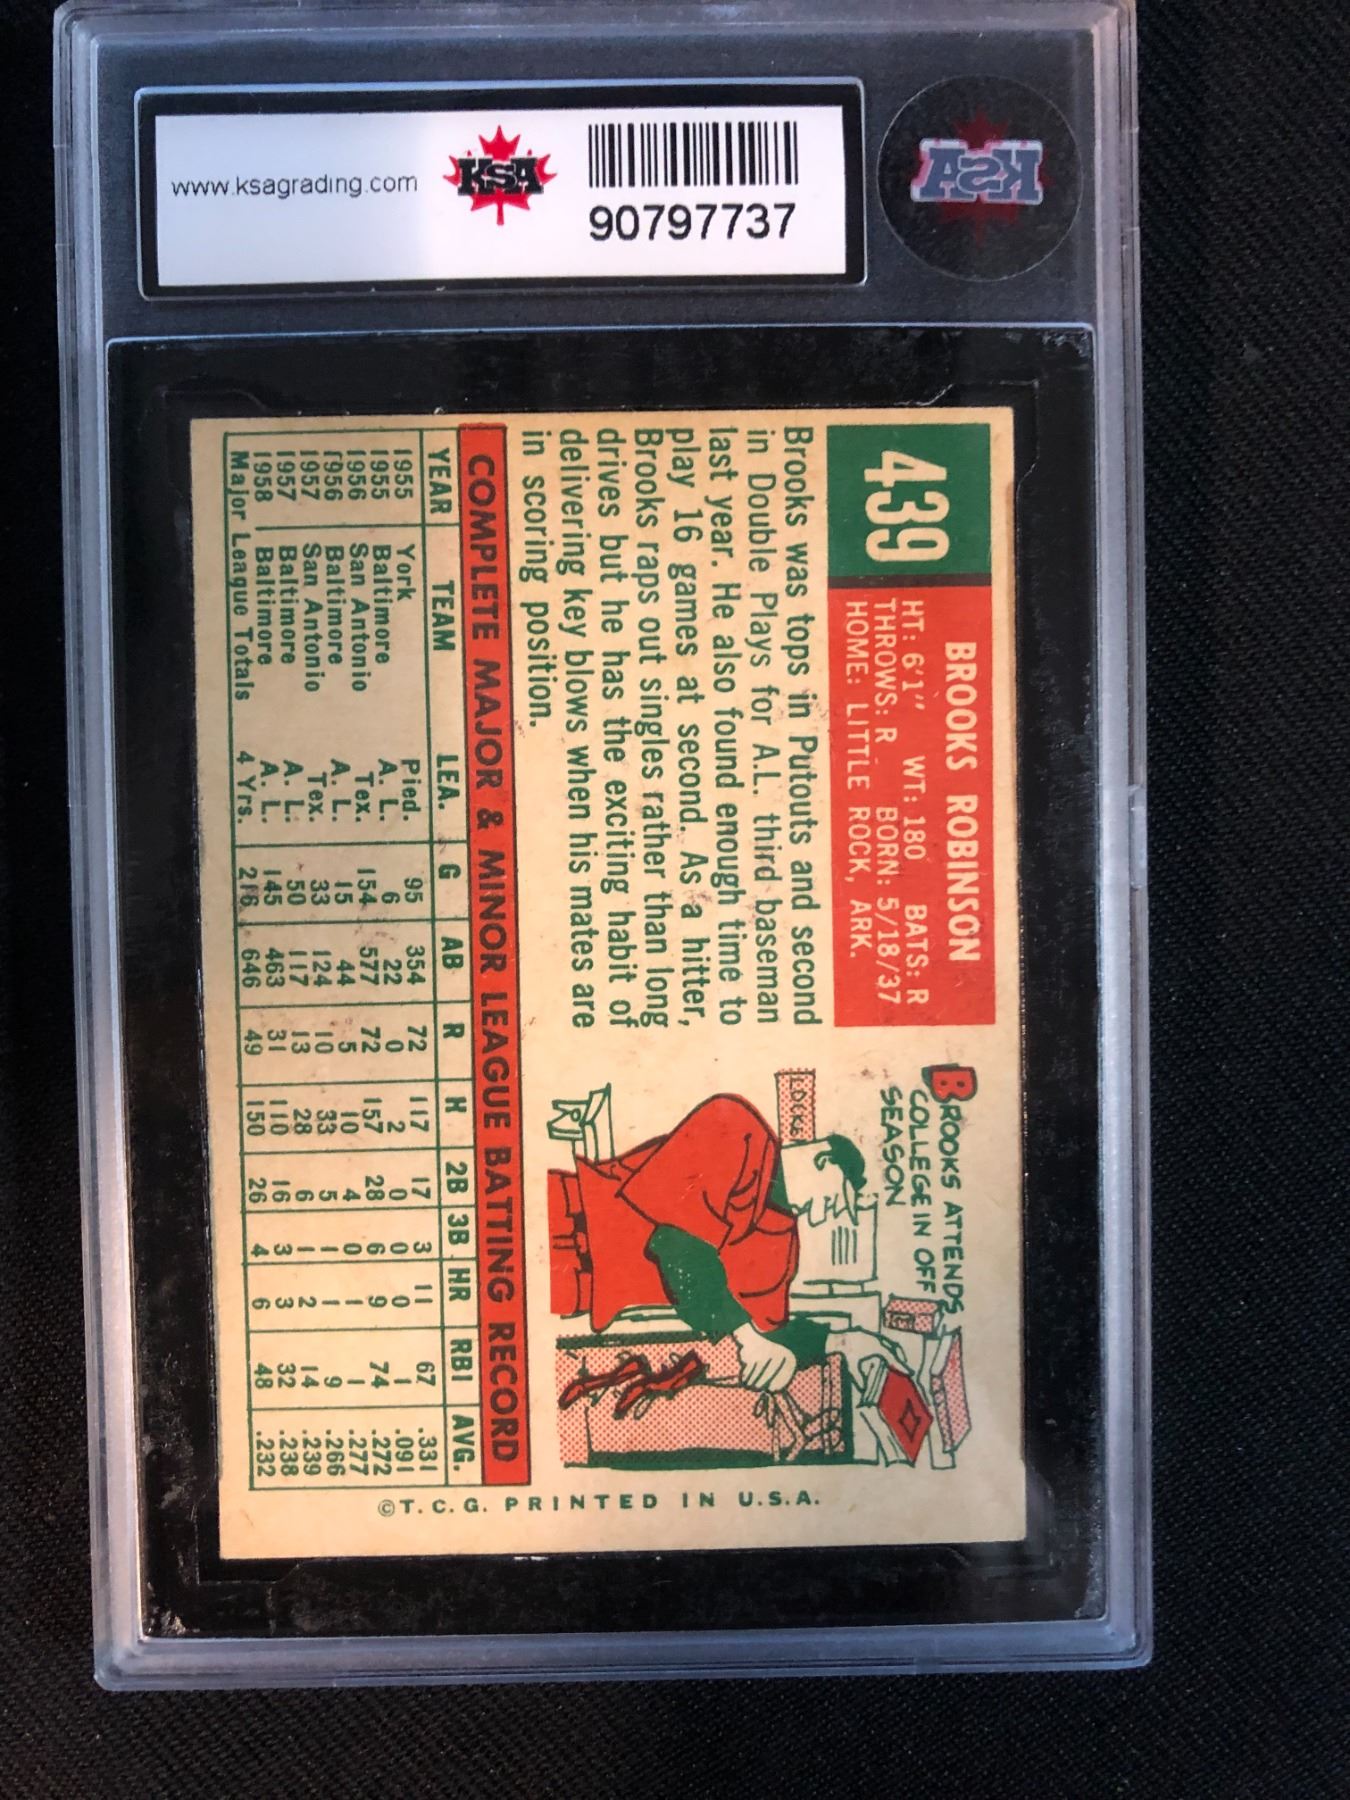 www.ksagrading.com
KSA
90797737
KSA
439
BROOKS ROBINSON
HT: 6'1" WT: 180 BATS: R
THROWS: R BORN: 5/18/37
HOME: LITTLE ROCK, ARK.
Brooks was tops in Putouts and second
in Double Plays for A.L. third baseman
last year. He also found enough time to
play 16 games at second. As a hitter,
Brooks raps out singles rather than long
drives but he has the exciting habit of
delivering key blows when his mates are
in scoring position.
BROOKS ATTENDS
COLLEGE IN OFF
SEASON
LOCKE
COMPLETE MAJOR & MINOR LEAGUE BATTING RECORD
YEAR TEAM LEA. G AB R H 2B 3B HR RBI AVG.
1955 York Pied. 95 354 72 117 17 3 11 67 .331
1955 Baltimore A. L. 6 22 0 2 0 0 0 1 .091
1956 San Antonio Tex. 154 577 72 157 28 6 9 74 .272
1956 Baltimore A. L. 15 44 5 10 4 0 1 1 .277
1957 San Antonio Tex. 33 124 10 33 5 1 1 9 .266
1957 Baltimore A. L. 50 117 13 28 6 1 2 14 .239
1958 Baltimore A. L. 145 463 31 110 16 3 3 32 .238
Major League Totals 4 Yrs. 216 646 49 150 26 4 6 48 .232
©T.C.G. PRINTED IN U.S.A.